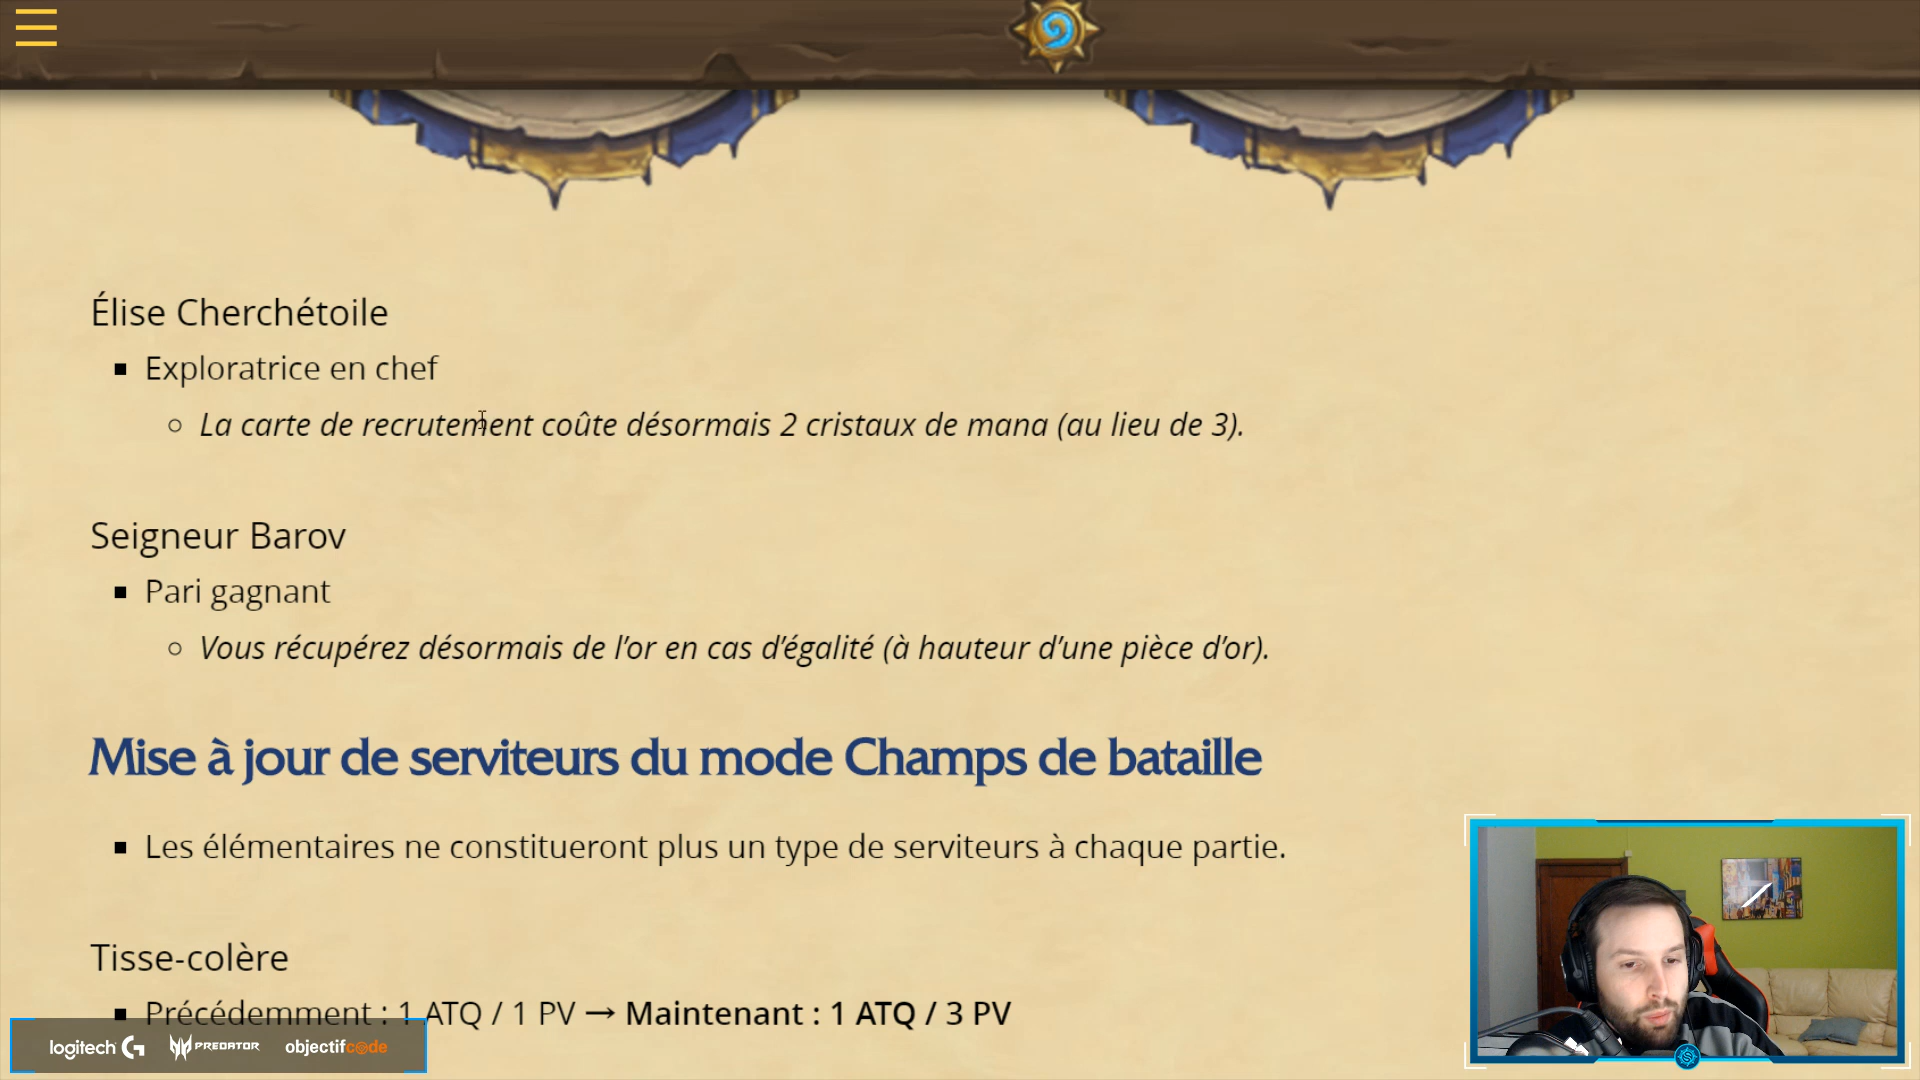 Élise Cherchétoile
Exploratrice en chef
La carte de recrutement coûte désormais 2 cristaux de mana (au lieu de 3).
Seigneur Barov
Pari gagnant
Vous récupérez désormais de l'or en cas d'égalité (à hauteur d'une pièce d'or).
Mise à jour de serviteurs du mode Champs de bataille
Les élémentaires ne constitueront plus un type de serviteurs à chaque partie.
Tisse-colère
Précédemment : 1 ATQ / 1 PV → Maintenant : 1 ATQ / 3 PV
logitech G PREDATOR objectifcode